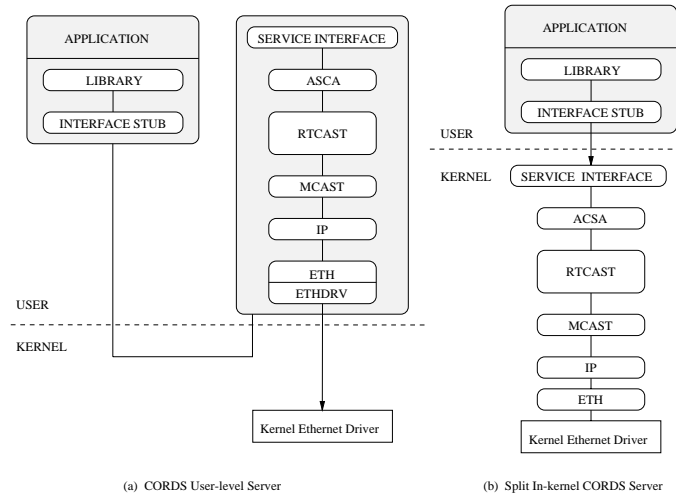 APPLICATION
LIBRARY
INTERFACE STUB
SERVICE INTERFACE
ASCA
RTCAST
MCAST
IP
ETH
ETHDRV
USER
KERNEL
Kernel Ethernet Driver
(a) CORDS User-level Server
APPLICATION
LIBRARY
INTERFACE STUB
USER
KERNEL
SERVICE INTERFACE
ACSA
RTCAST
MCAST
IP
ETH
Kernel Ethernet Driver
(b) Split In-kernel CORDS Server